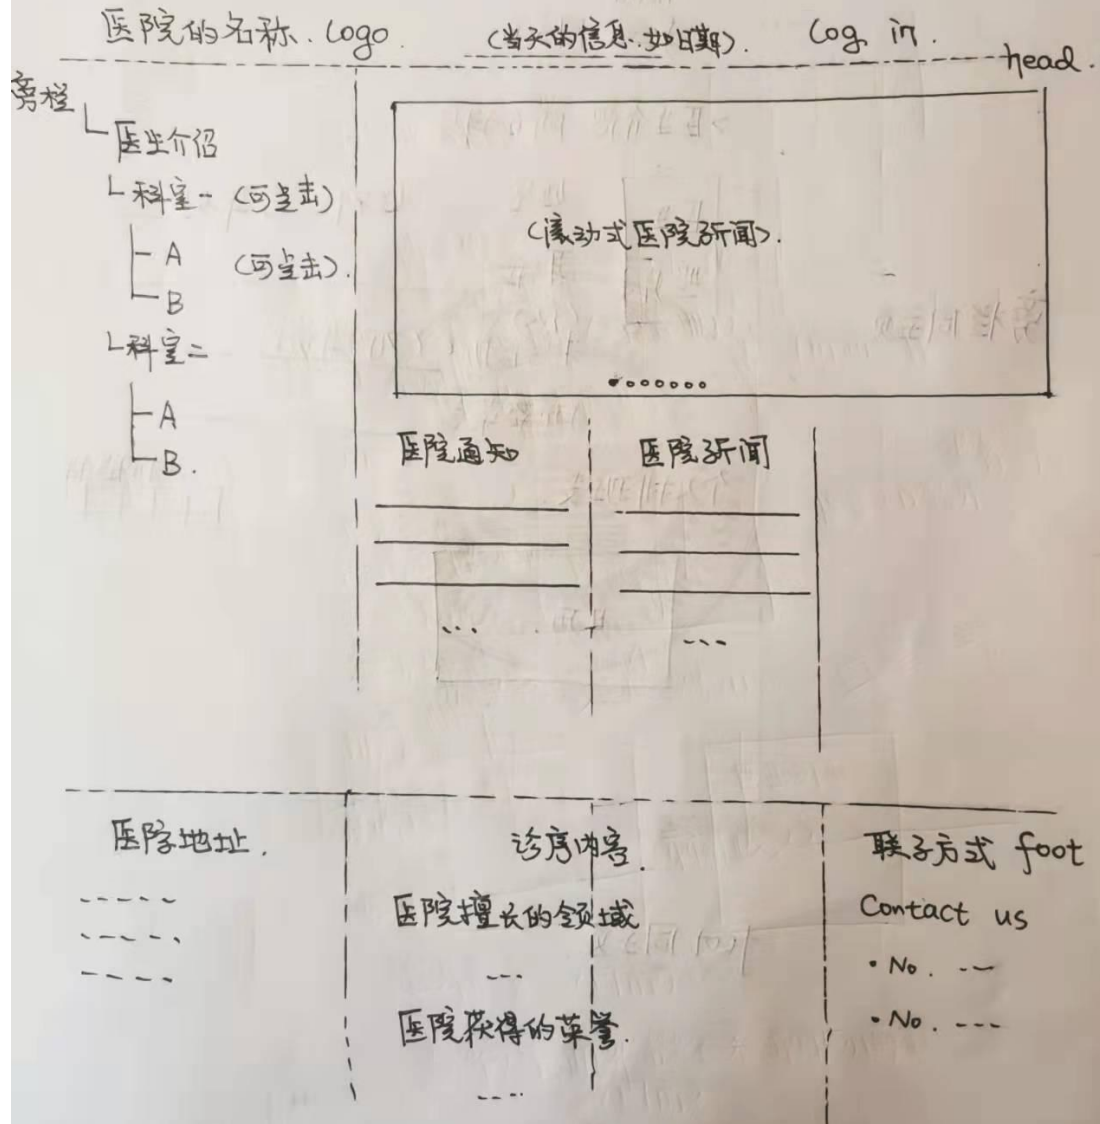 医院的名称. Logo. (当天的信息.如日期). Log in.
head.
旁栏
医生介绍
科室一 (可点击)
A (可点击).
B
科室二
A
B.
(滚动式医院新闻).
医院通知
...
医院新闻
---
医院地址.
诊疗内容.
医院擅长的领域
---
医院获得的荣誉.
----
联系方式 foot
Contact us
·No. --
·No. ---